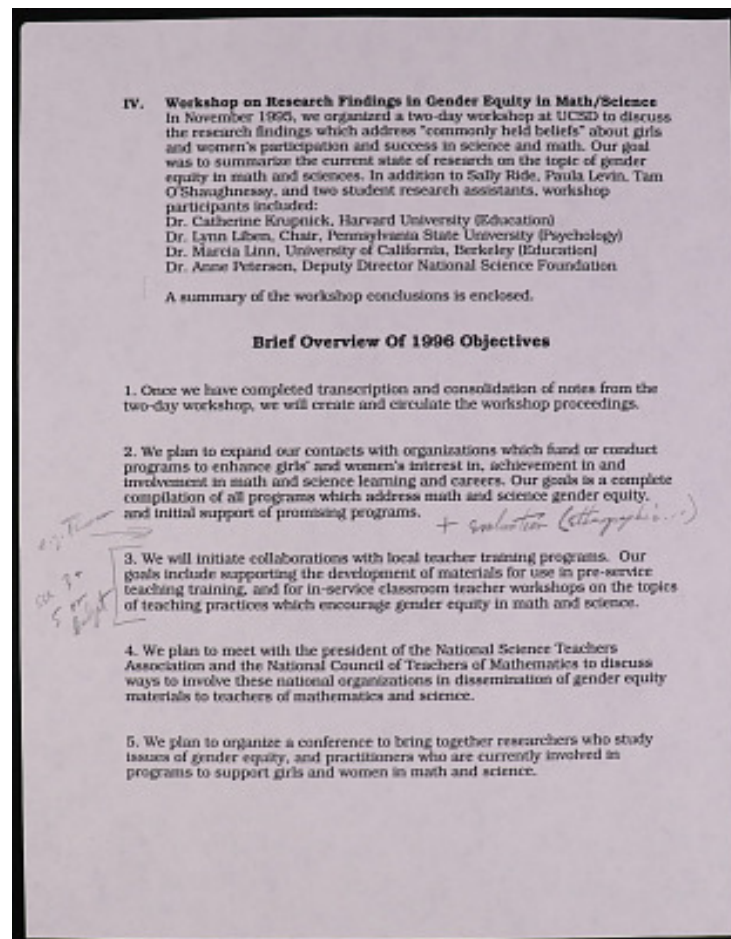 IV. Workshop on Research Findings in Gender Equity in Math/Science
In November 1995, we organized a two-day workshop at UCSD to discuss
the research findings which address "commonly held beliefs" about girls
and women's participation and success in science and math. Our goal
was to summarize the current state of research on the topic of gender
equity in math and sciences. In addition to Sally Ride, Paula Levin, Tam
O'Shaughnessy, and two student research assistants, workshop
participants included:
Dr. Catherine Krupnick, Harvard University (Education)
Dr. Lynn Liben, Chair, Pennsylvania State University (Psychology)
Dr. Marcia Linn, University of California, Berkeley (Education)
Dr. Anne Peterson, Deputy Director National Science Foundation
A summary of the workshop conclusions is enclosed.
Brief Overview Of 1996 Objectives
1. Once we have completed transcription and consolidation of notes from the
two-day workshop, we will create and circulate the workshop proceedings.
2. We plan to expand our contacts with organizations which fund or conduct
programs to enhance girls' and women's interest in, achievement in and
involvement in math and science learning and careers. Our goals is a complete
compilation of all programs which address math and science gender equity,
and initial support of promising programs.
+ evaluation (ethnographic...)
3. We will initiate collaborations with local teacher training programs. Our
goals include supporting the development of materials for use in pre-service
teaching training, and for in-service classroom teacher workshops on the topics
of teaching practices which encourage gender equity in math and science.
4. We plan to meet with the president of the National Science Teachers
Association and the National Council of Teachers of Mathematics to discuss
ways to involve these national organizations in dissemination of gender equity
materials to teachers of mathematics and science.
5. We plan to organize a conference to bring together researchers who study
issues of gender equity, and practitioners who are currently involved in
programs to support girls and women in math and science.